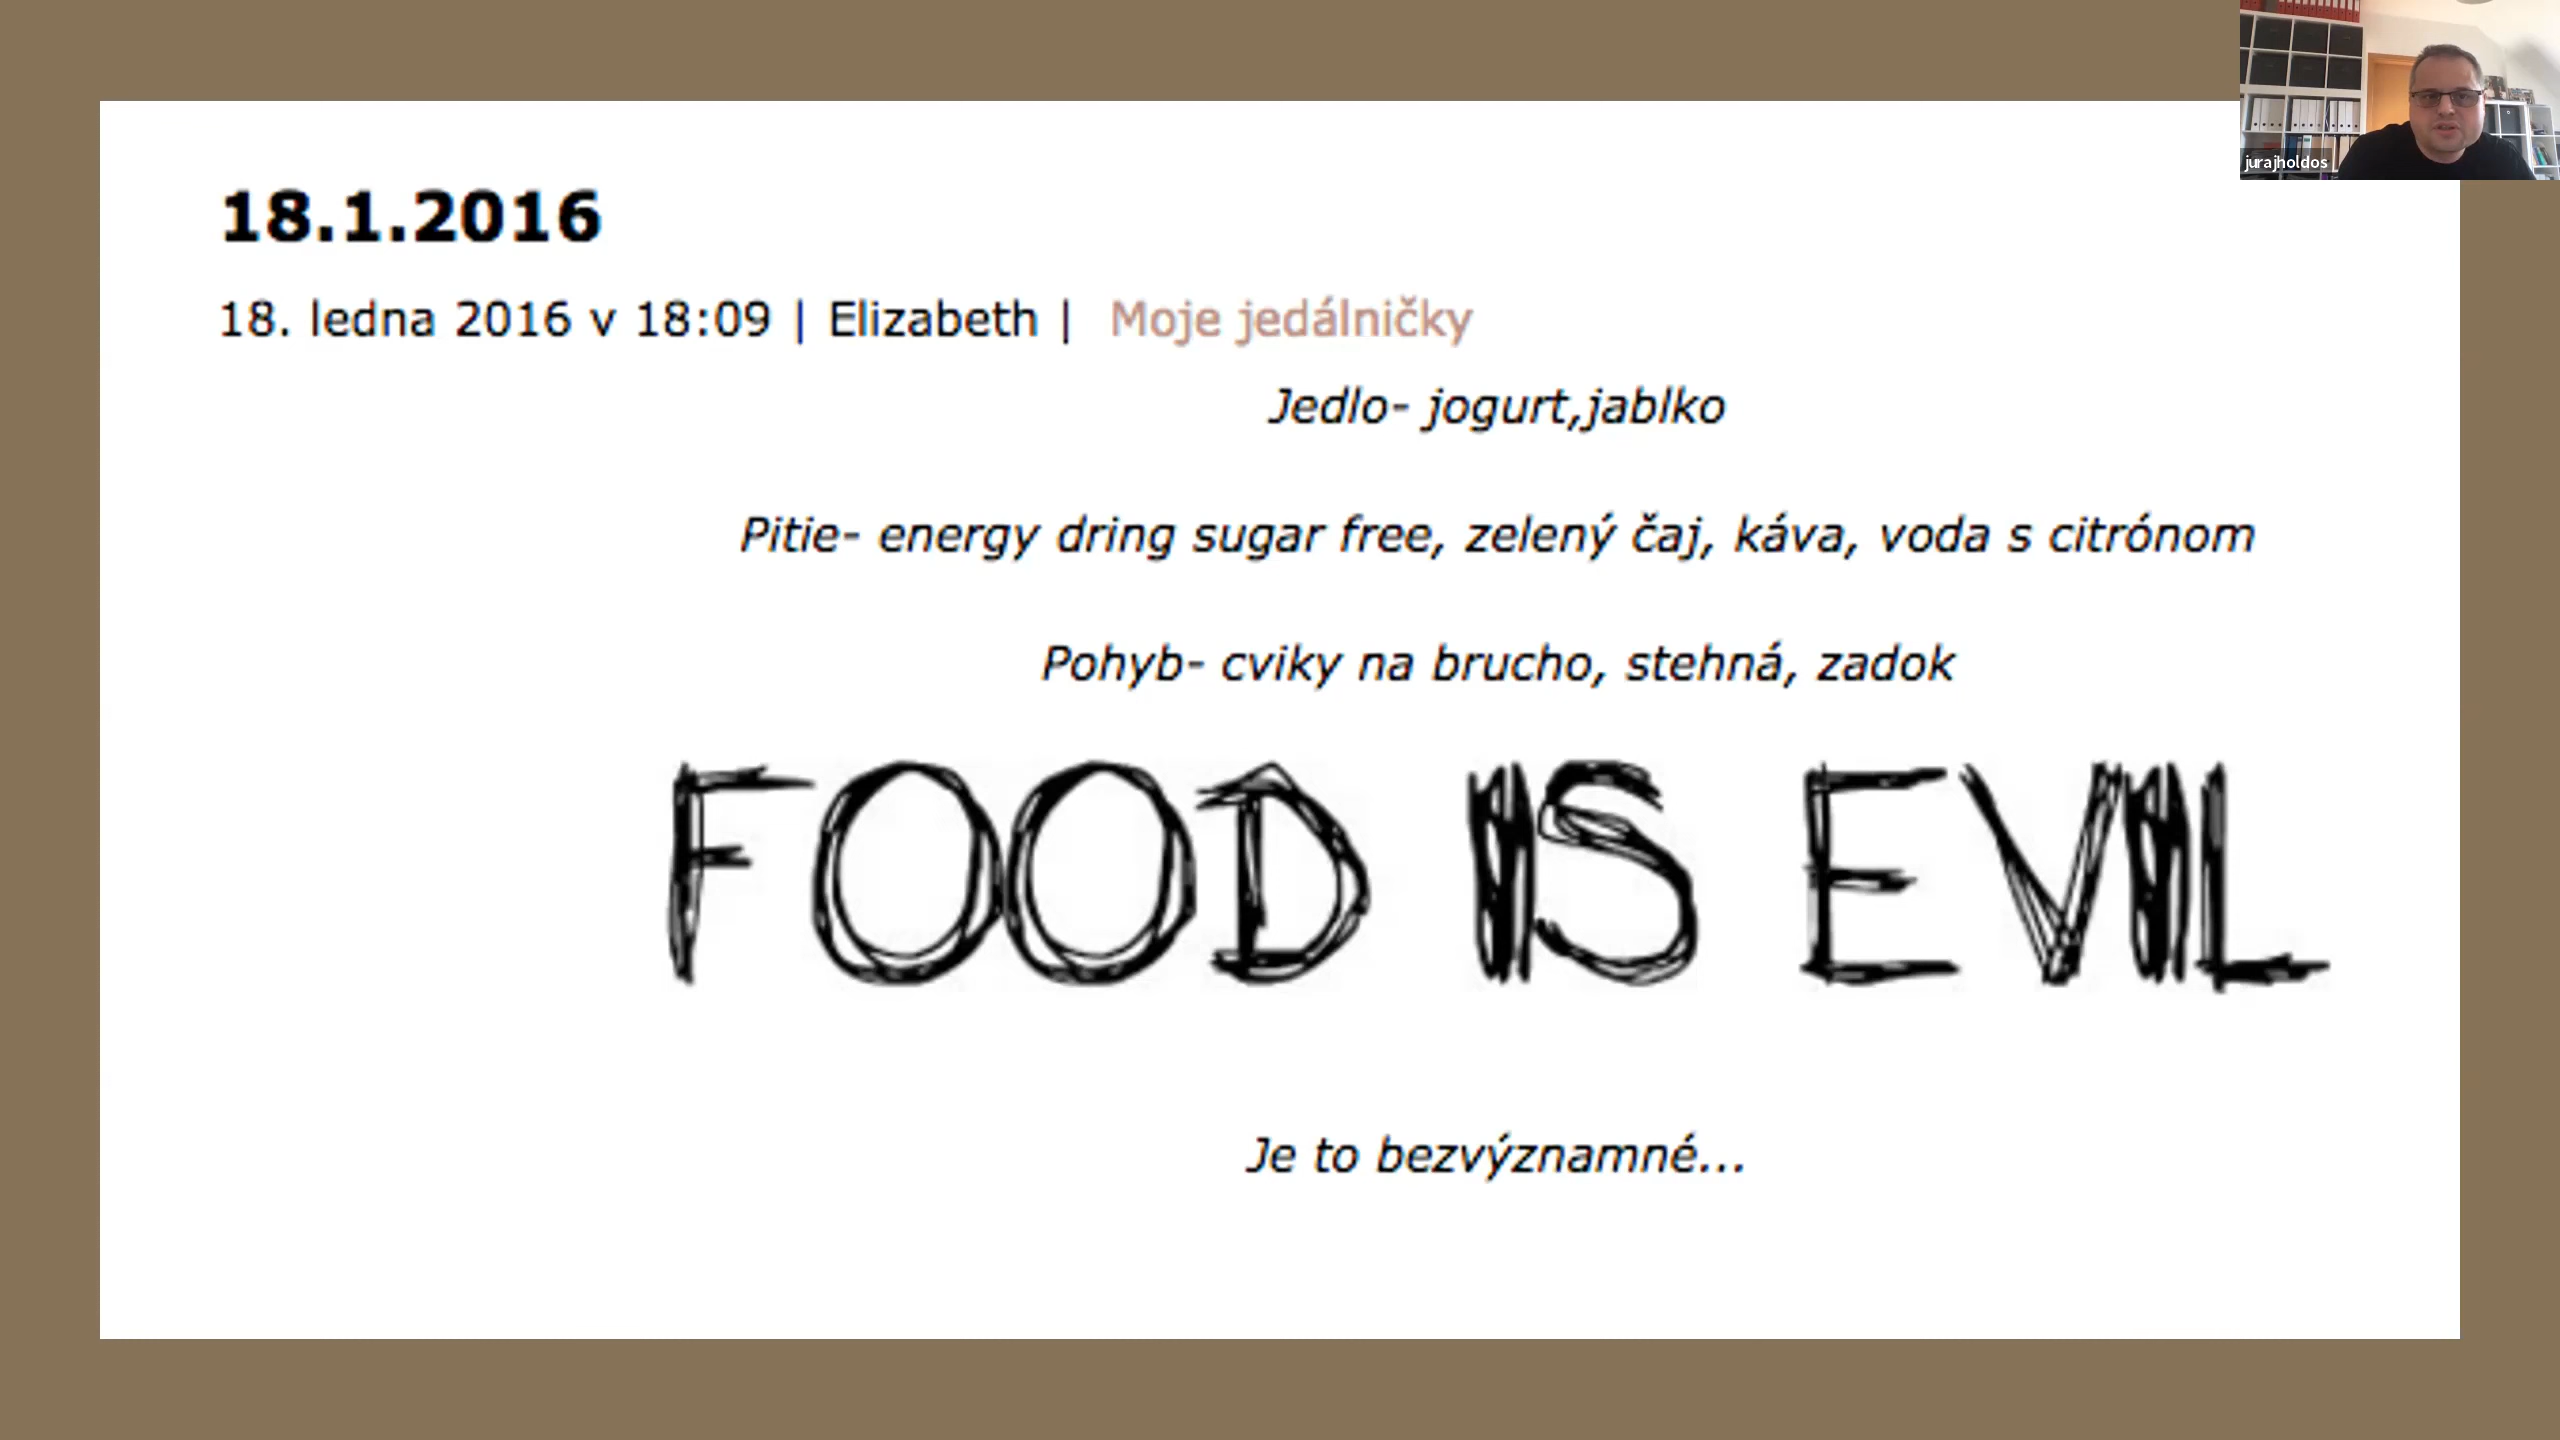 jurajholdos
18.1.2016
18. ledna 2016 v 18:09 | Elizabeth | Moje jedálničky
Jedlo- jogurt,jablko
Pitie- energy dring sugar free, zelený čaj, káva, voda s citrónom
Pohyb- cviky na brucho, stehná, zadok
FOOD IS EVIL
Je to bezvýznamné...